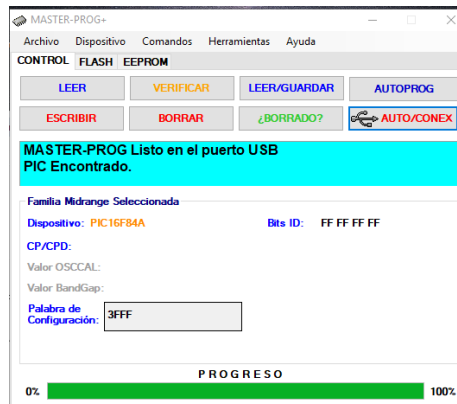 MASTER-PROG+
Archivo Dispositivo Comandos Herramientas Ayuda
CONTROL FLASH EEPROM
LEER VERIFICAR LEER/GUARDAR AUTOPROG
ESCRIBIR BORRAR ¿BORRADO? AUTO/CONEX
MASTER-PROG Listo en el puerto USB
PIC Encontrado.
Familia Midrange Seleccionada
Dispositivo: PIC16F84A Bits ID: FF FF FF FF
CP/CPD:
Valor OSCCAL:
Valor BandGap:
Palabra de
Configuración: 3FFF
PROGRESO
0% 100%